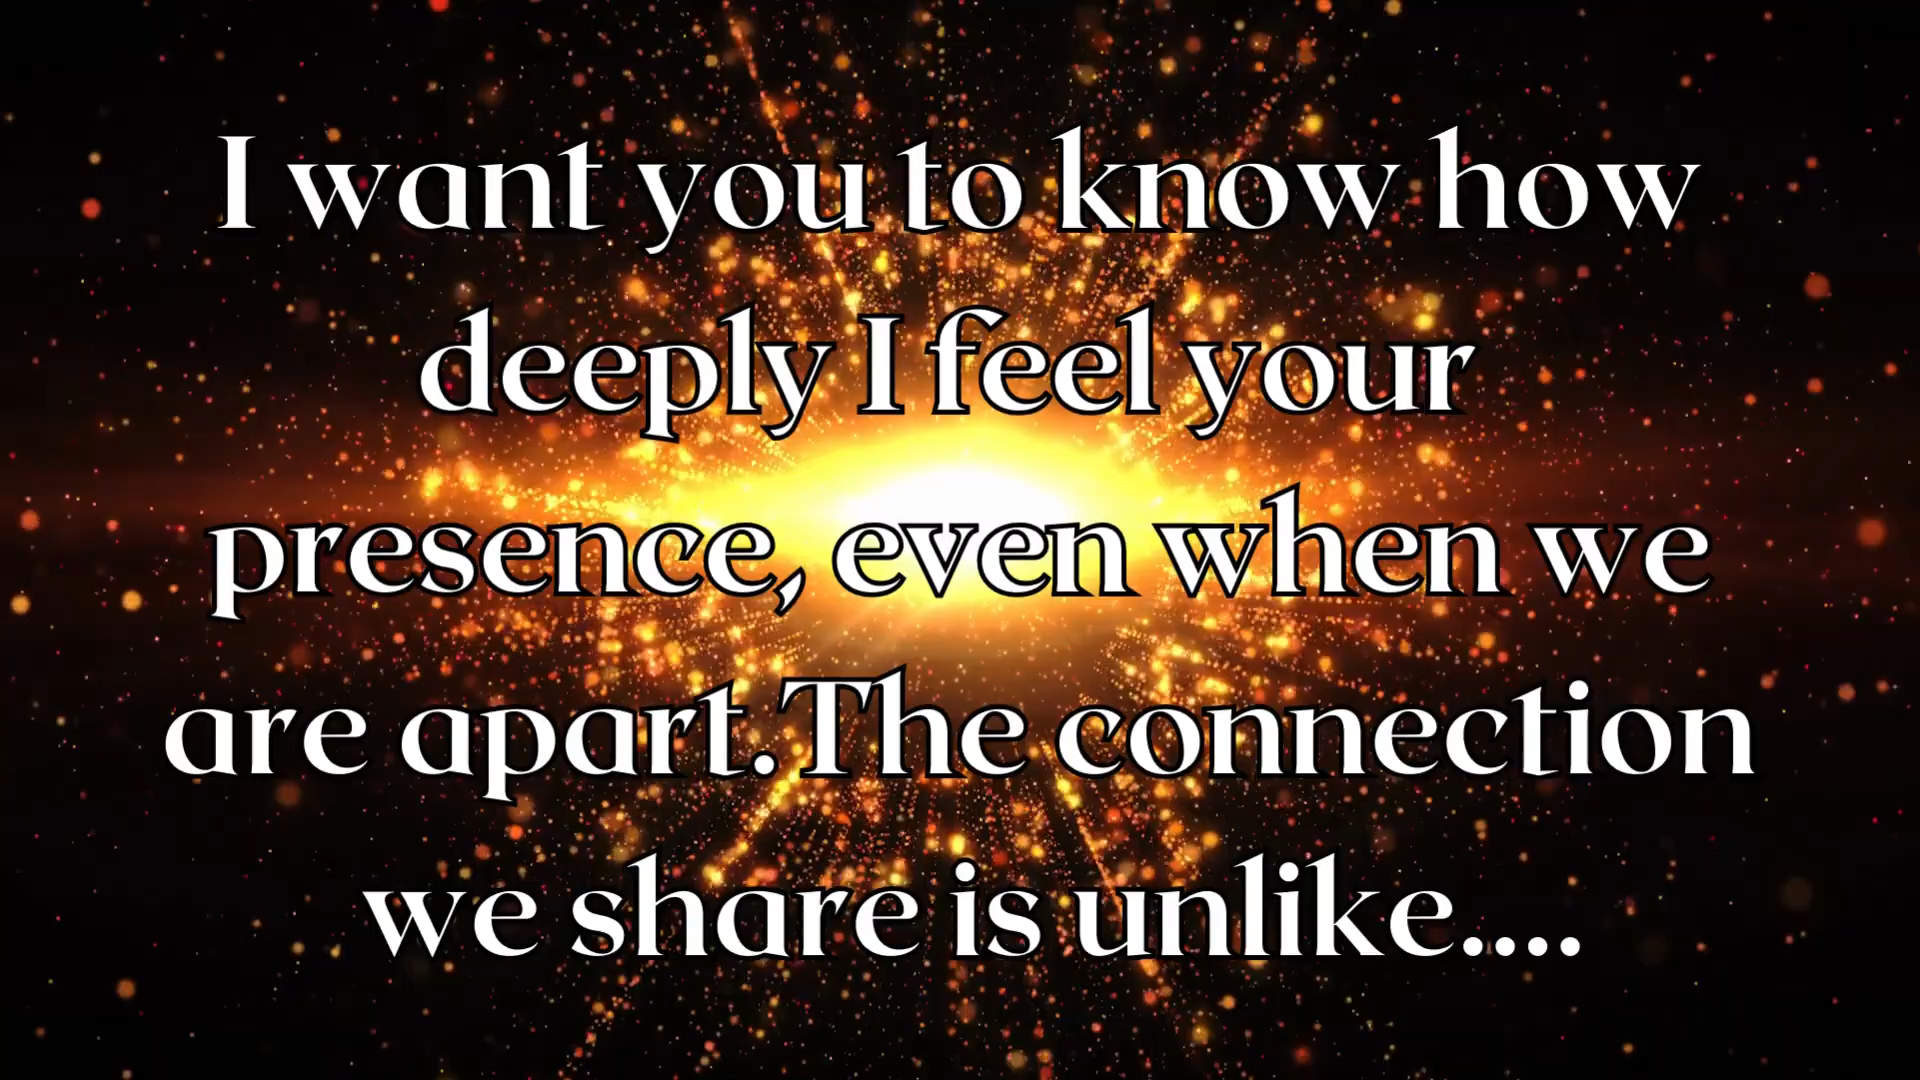 I want you to know how
deeply I feel your
presence, even when we
are apart.The connection
we share is unlike....